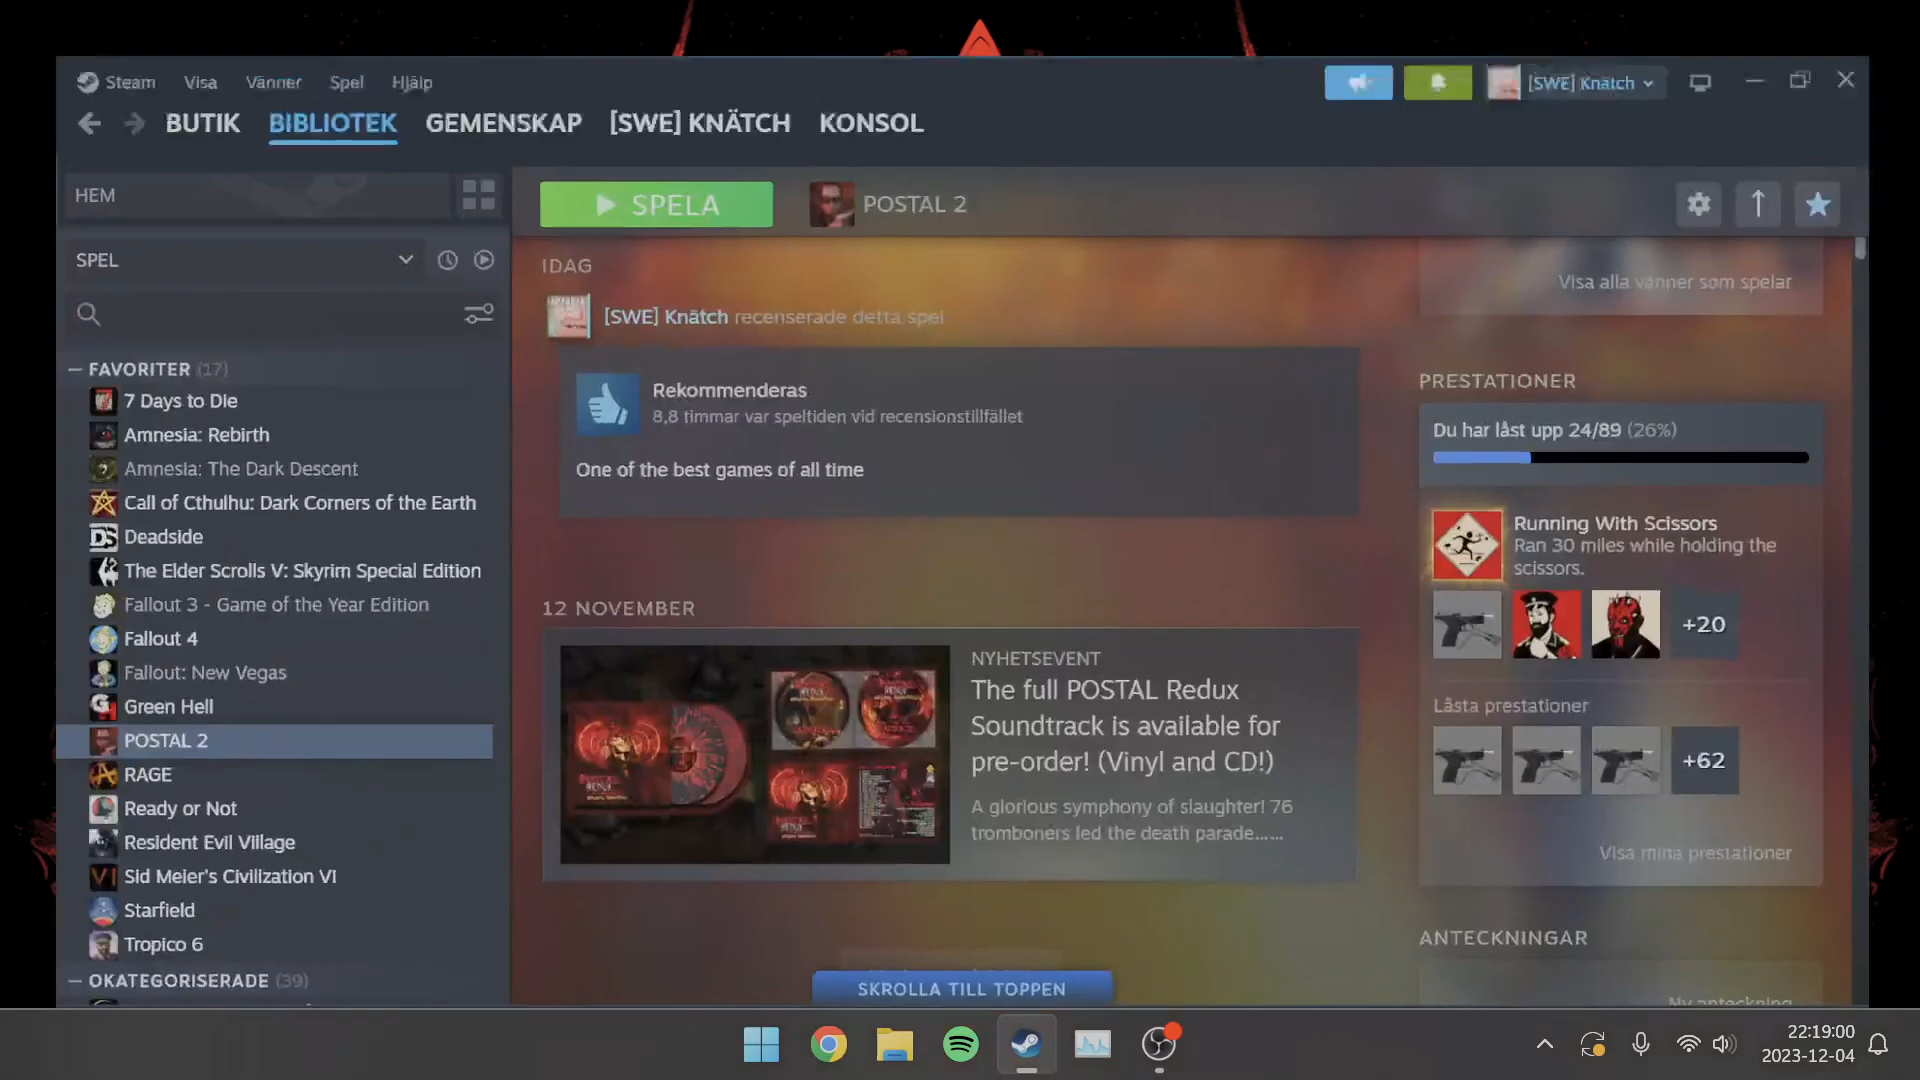 Steam Visa Vänner Spel Hjälp
[SWE] Knätch
BUTIK BIBLIOTEK GEMENSKAP [SWE] KNÄTCH KONSOL
HEM
SPELA
POSTAL 2
SPEL
FAVORITER (17)
7 Days to Die
Amnesia: Rebirth
Amnesia: The Dark Descent
Call of Cthulhu: Dark Corners of the Earth
Deadside
The Elder Scrolls V: Skyrim Special Edition
Fallout 3 - Game of the Year Edition
Fallout 4
Fallout: New Vegas
Green Hell
POSTAL 2
RAGE
Ready or Not
Resident Evil Village
Sid Meier's Civilization VI
Starfield
Tropico 6
OKATEGORISERADE (39)
IDAG
[SWE] Knätch recenserade detta spel
Rekommenderas
8,8 timmar var speltiden vid recensionstillfället
One of the best games of all time
12 NOVEMBER
NYHETSEVENT
The full POSTAL Redux
Soundtrack is available for
pre-order! (Vinyl and CD!)
A glorious symphony of slaughter! 76
tromboners led the death parade......
SKROLLA TILL TOPPEN
Visa alla vänner som spelar
PRESTATIONER
Du har låst upp 24/89 (26%)
Running With Scissors
Ran 30 miles while holding the
scissors.
+20
Låsta prestationer
+62
Visa mina prestationer
ANTECKNINGAR
Ny anteckning
22:19:00
2023-12-04